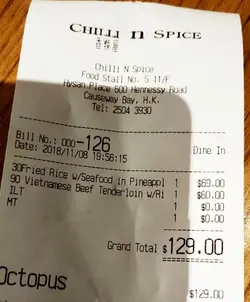 CHILLI N SPICE
Chilli N Spice
Food Stall No. 5 11/F
Hysan Place 500 Hennessy Road
Causeway Bay, H.K.
Tel: 2504 3930
Bill No.: 000-126
Date: 2018/11/08 19:56:15 Dine In
30Fried Rice w/Seafood in Pineappl 1 $69.00
90 Vietnamese Beef Tenderloin w/Ri 1 $60.00
ILT 1 $0.00
MT 1 $0.00
Grand Total $129.00
Octopus $129.00